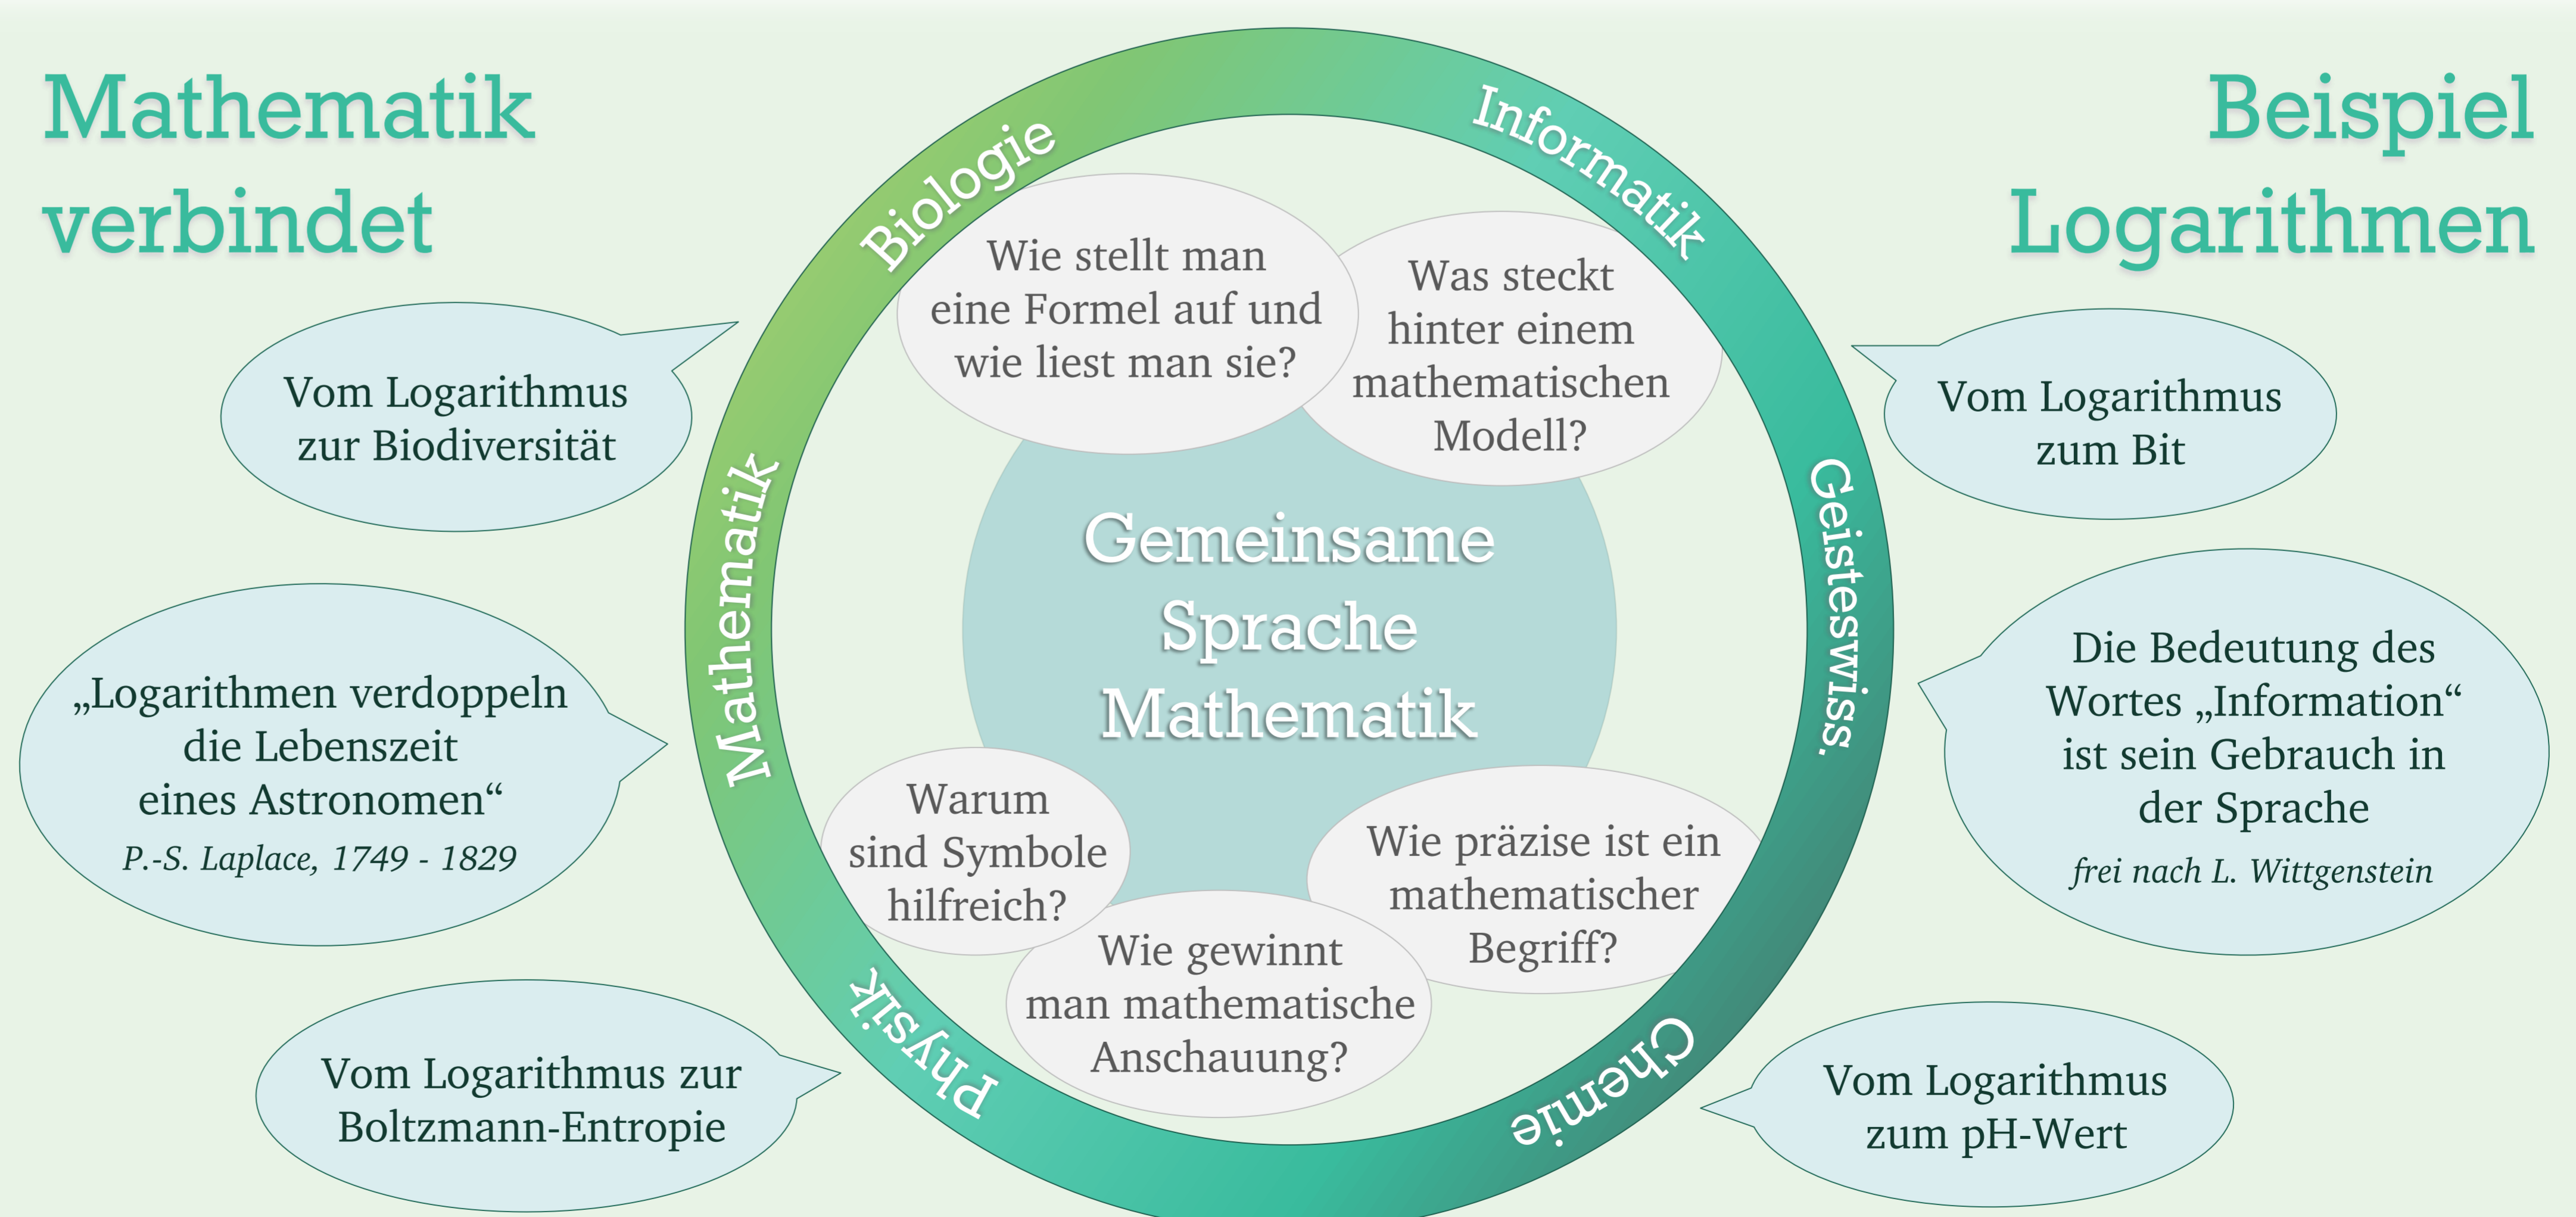 Mathematik
verbindet
Beispiel
Logarithmen
Biologie
Informatik
Geisteswiss.
Chemie
Physik
Mathematik
Wie stellt man
eine Formel auf und
wie liest man sie?
Was steckt
hinter einem
mathematischen
Modell?
Gemeinsame
Sprache
Mathematik
Warum
sind Symbole
hilfreich?
Wie präzise ist ein
mathematischer
Begriff?
Wie gewinnt
man mathematische
Anschauung?
Vom Logarithmus
zur Biodiversität
„Logarithmen verdoppeln
die Lebenszeit
eines Astronomen“
P.-S. Laplace, 1749 - 1829
Vom Logarithmus zur
Boltzmann-Entropie
Vom Logarithmus
zum Bit
Die Bedeutung des
Wortes „Information“
ist sein Gebrauch in
der Sprache
frei nach L. Wittgenstein
Vom Logarithmus
zum pH-Wert